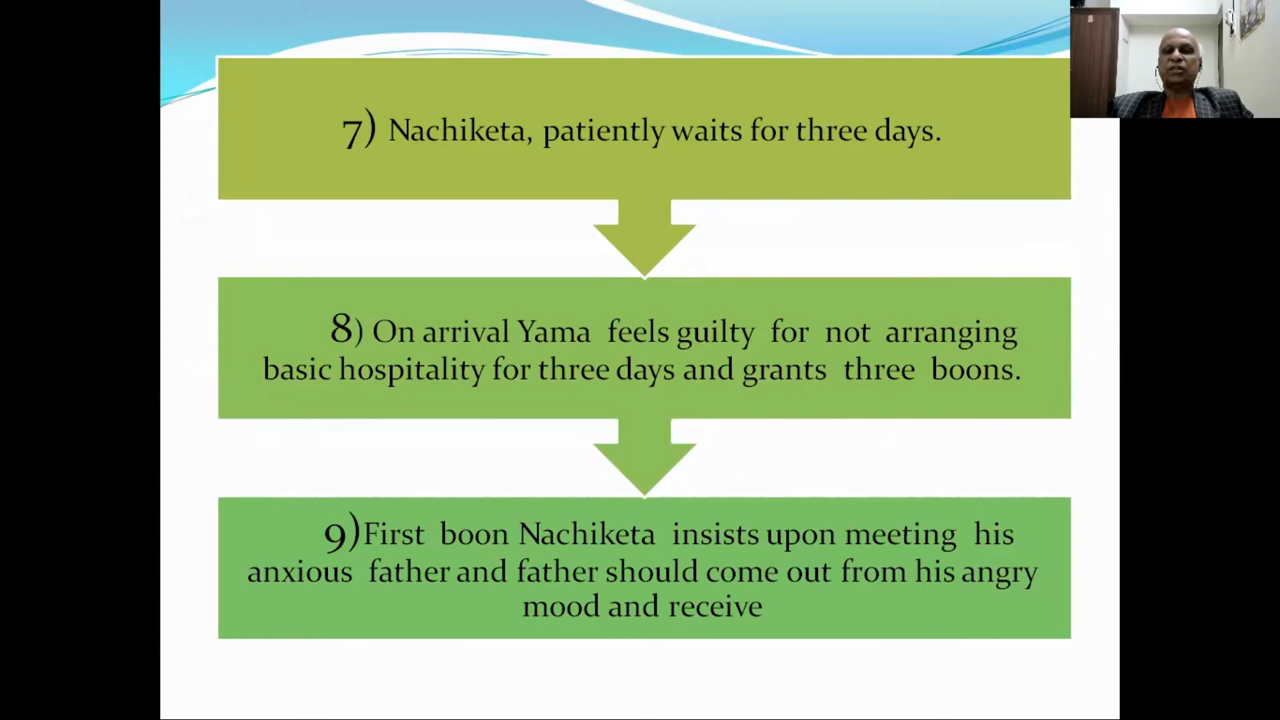 7) Nachiketa, patiently waits for three days.
8) On arrival Yama feels guilty for not arranging
basic hospitality for three days and grants three boons.
9)First boon Nachiketa insists upon meeting his
anxious father and father should come out from his angry
mood and receive